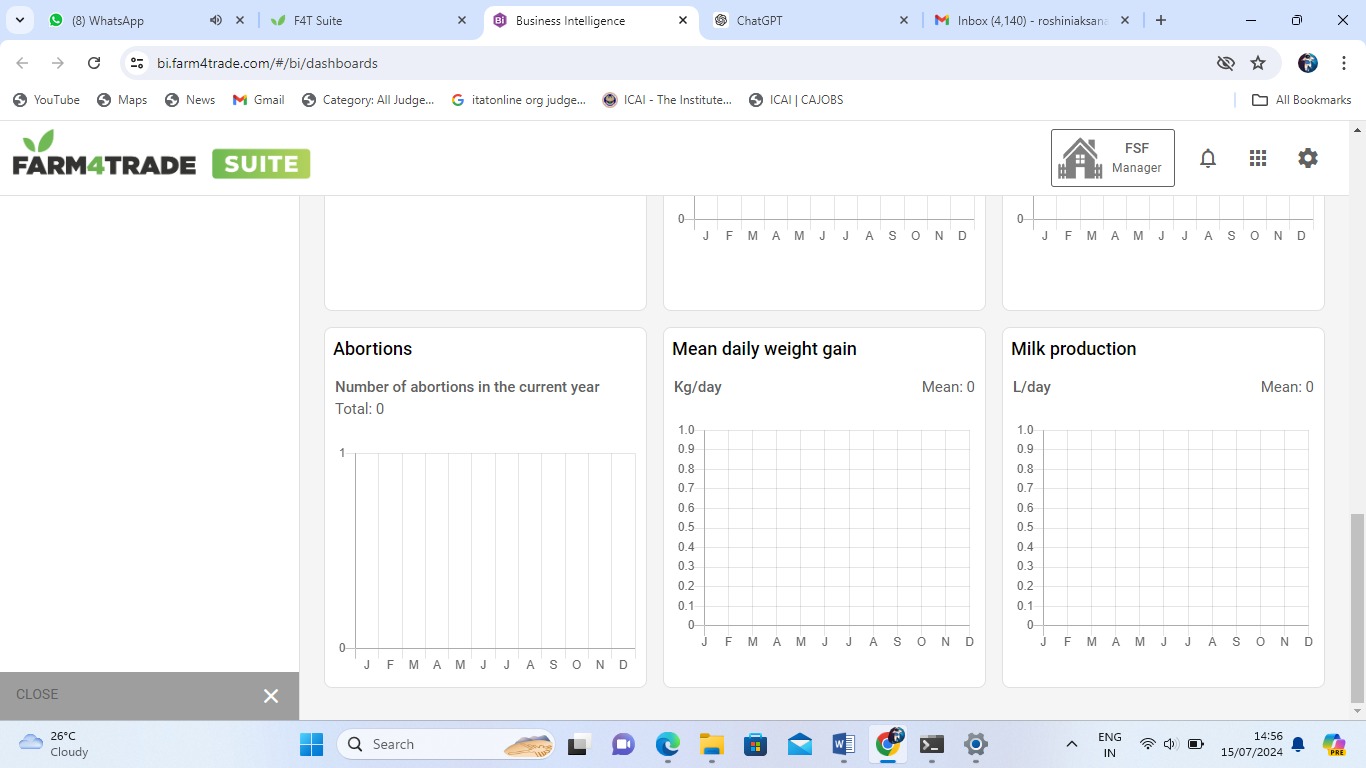 (8) WhatsApp
F4T Suite
Business Intelligence
ChatGPT
Inbox (4,140) - roshiniaksana
bi.farm4trade.com/#/bi/dashboards
YouTube
Maps
News
Gmail
Category: All Judge...
itatonline org judge...
ICAI - The Institute...
ICAI | CAJOBS
All Bookmarks
FARM4TRADE SUITE
FSF
Manager
0
J F M A M J J A S O N D
0
J F M A M J J A S O N D
Abortions
Number of abortions in the current year
Total: 0
1
0
J F M A M J J A S O N D
Mean daily weight gain
Kg/day Mean: 0
1.0
0.9
0.8
0.7
0.6
0.5
0.4
0.3
0.2
0.1
0
J F M A M J J A S O N D
Milk production
L/day Mean: 0
1.0
0.9
0.8
0.7
0.6
0.5
0.4
0.3
0.2
0.1
0
J F M A M J J A S O N D
CLOSE
26°C
Cloudy
Search
ENG
IN
14:56
15/07/2024
PRE